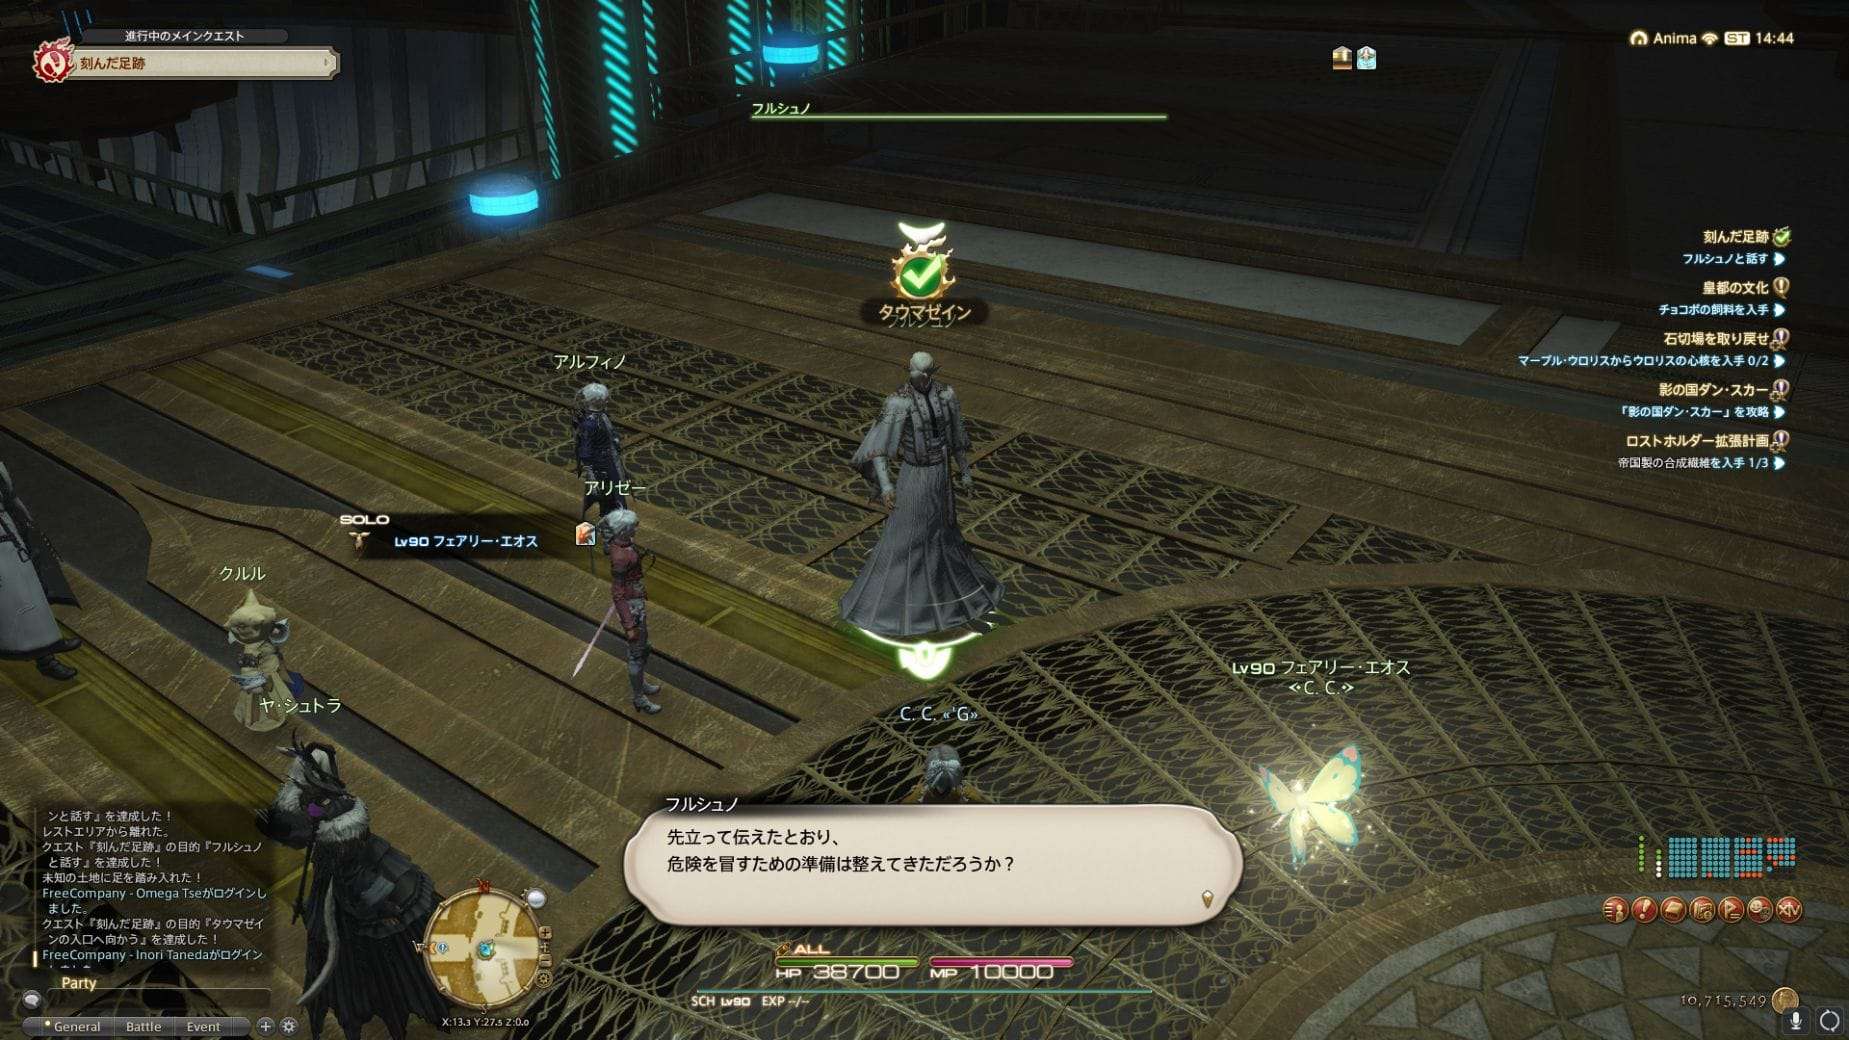 進行中のメインクエスト
刻んだ足跡
Anima ST 14:44
フルシュノ
刻んだ足跡
フルシュノと話す
皇都の文化
チョコボの飼料を入手
石切場を取り戻せ
マーブル・ウロリスからウロリスの心核を入手 0/2
影の国ダン・スカー
『影の国ダン・スカー』を攻略
ロストホルダー拡張計画
帝国製の合成繊維を入手 1/3
タウマゼイン
フルシュノ
アルフィノ
アリゼー
SOLO
Lv90 フェアリー・エオス
クルル
ヤ・シュトラ
Lv90 フェアリー・エオス
«C. C.»
C. C. «'G»
フルシュノ
先立って伝えたとおり、
危険を冒すための準備は整えてきただろうか？
ンと話す』を達成した！
レストエリアから離れた。
クエスト『刻んだ足跡』の目的『フルシュノ
と話す』を達成した！
未知の土地に足を踏み入れた！
FreeCompany - Omega Tseがログインし
ました。
クエスト『刻んだ足跡』の目的『タウマゼイ
ンの入口へ向かう』を達成した！
FreeCompany - Inori Tanedaがログイン
Party
General Battle Event
X:13.3 Y:27.5 Z:0.0
ALL
HP 38700 MP 10000
SCH Lv90 EXP --/--
XIV
10,715,549